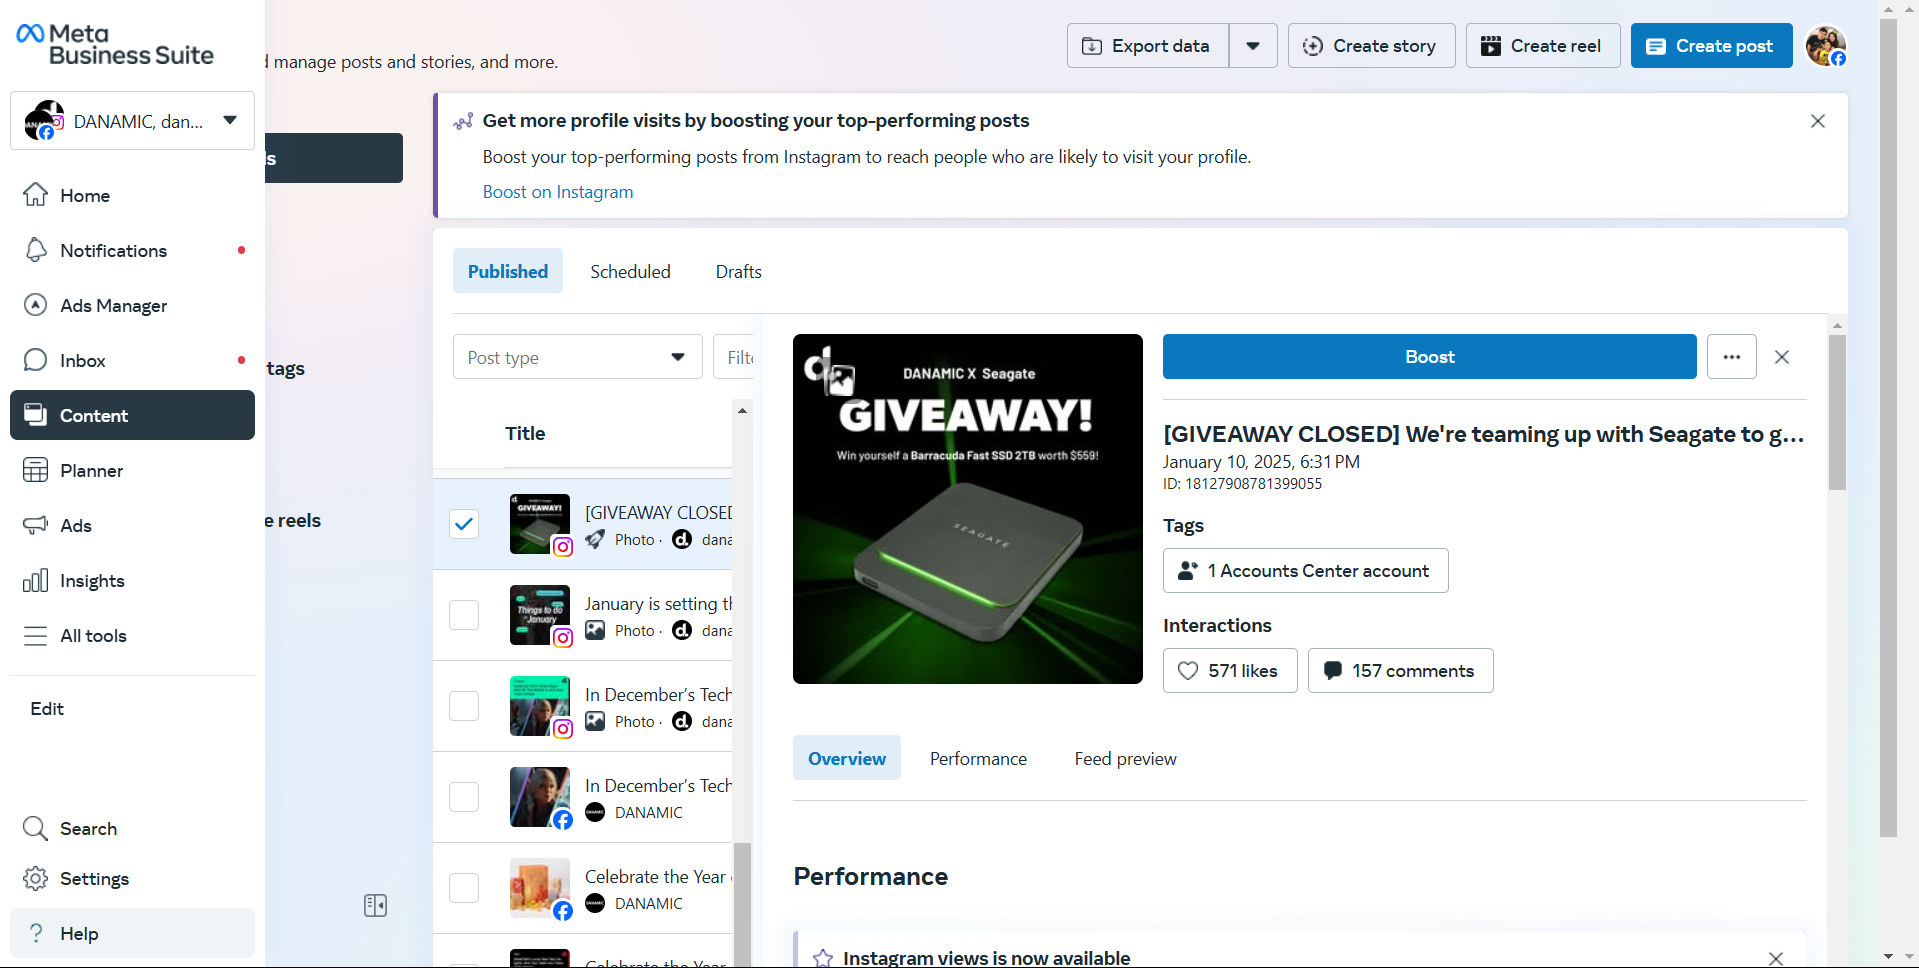 Meta
Business Suite
DANAMIC, dan...
Home
Notifications
Ads Manager
Inbox
Content
Planner
Ads
Insights
All tools
Edit
Search
Settings
Help
manage posts and stories, and more.
s
tags
e reels
Export data
Create story
Create reel
Create post
Get more profile visits by boosting your top-performing posts
Boost your top-performing posts from Instagram to reach people who are likely to visit your profile.
Boost on Instagram
Published
Scheduled
Drafts
Post type
Filte
Title
[GIVEAWAY CLOSED
Photo · dana
January is setting th
Photo · dana
In December's Tech
Photo · dana
In December's Tech
DANAMIC
Celebrate the Year
DANAMIC
Celebrate the Year
DANAMIC X Seagate
GIVEAWAY!
Win yourself a Barracuda Fast SSD 2TB worth $559!
SEAGATE
Boost
[GIVEAWAY CLOSED] We're teaming up with Seagate to g...
January 10, 2025, 6:31 PM
ID: 18127908781399055
Tags
1 Accounts Center account
Interactions
571 likes
157 comments
Overview
Performance
Feed preview
Performance
Instagram views is now available